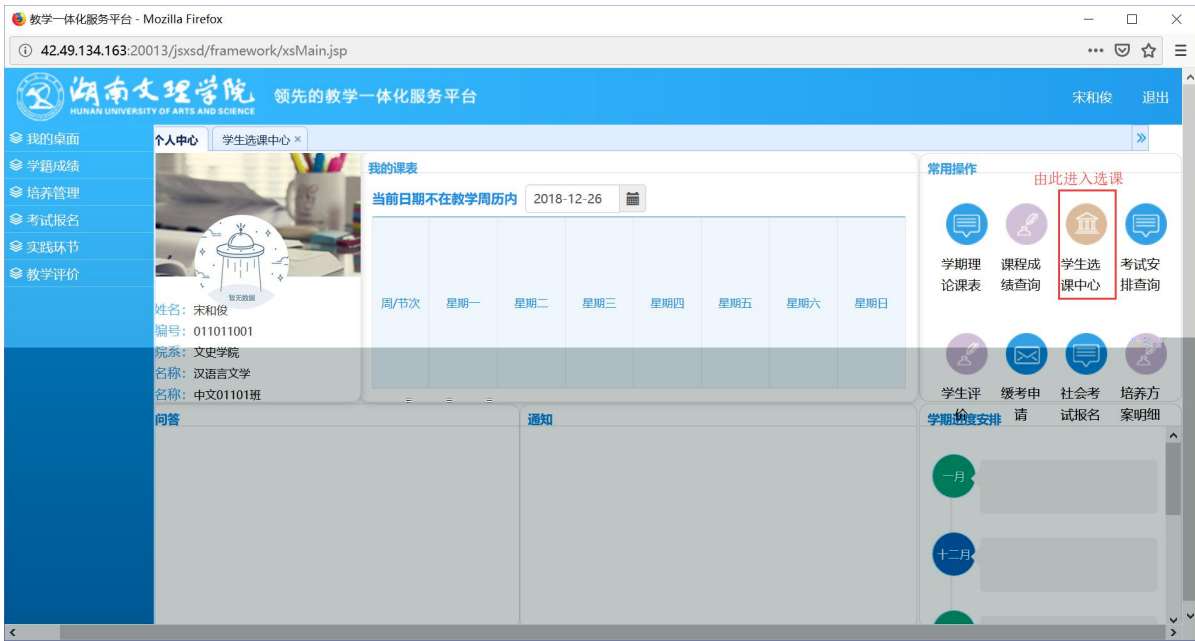 教学一体化服务平台 - Mozilla Firefox
42.49.134.163:20013/jsxsd/framework/xsMain.jsp
湖南文理学院
HUNAN UNIVERSITY OF ARTS AND SCIENCE
领先的教学一体化服务平台
宋和俊 退出
我的桌面
学籍成绩
培养管理
考试报名
实践环节
教学评价
个人中心 学生选课中心 ×
暂无数据
姓名：宋和俊
编号：011011001
院系：文史学院
名称：汉语言文学
名称：中文01101班
我的课表
当前日期不在教学周历内 2018-12-26
周/节次 星期一 星期二 星期三 星期四 星期五 星期六 星期日
常用操作
由此进入选课
学期理论课表
课程成绩查询
学生选课中心
考试安排查询
学生评价
缓考申请
社会考试报名
培养方案明细
问答
通知
学期进度安排
一月
十二月